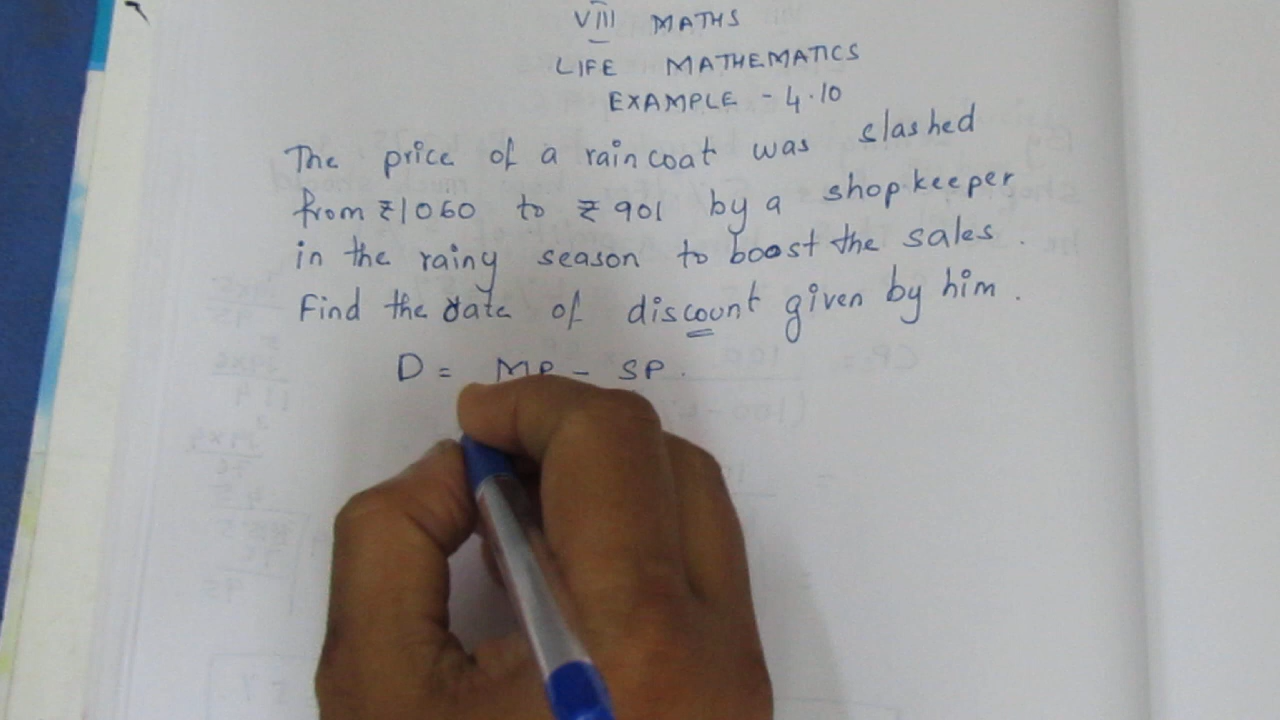 VIII MATHS
LIFE MATHEMATICS
EXAMPLE - 4.10
The price of a raincoat was slashed
from ₹1060 to ₹901 by a shopkeeper
in the rainy season to boost the sales.
Find the rate of discount given by him.
D = MP - SP.